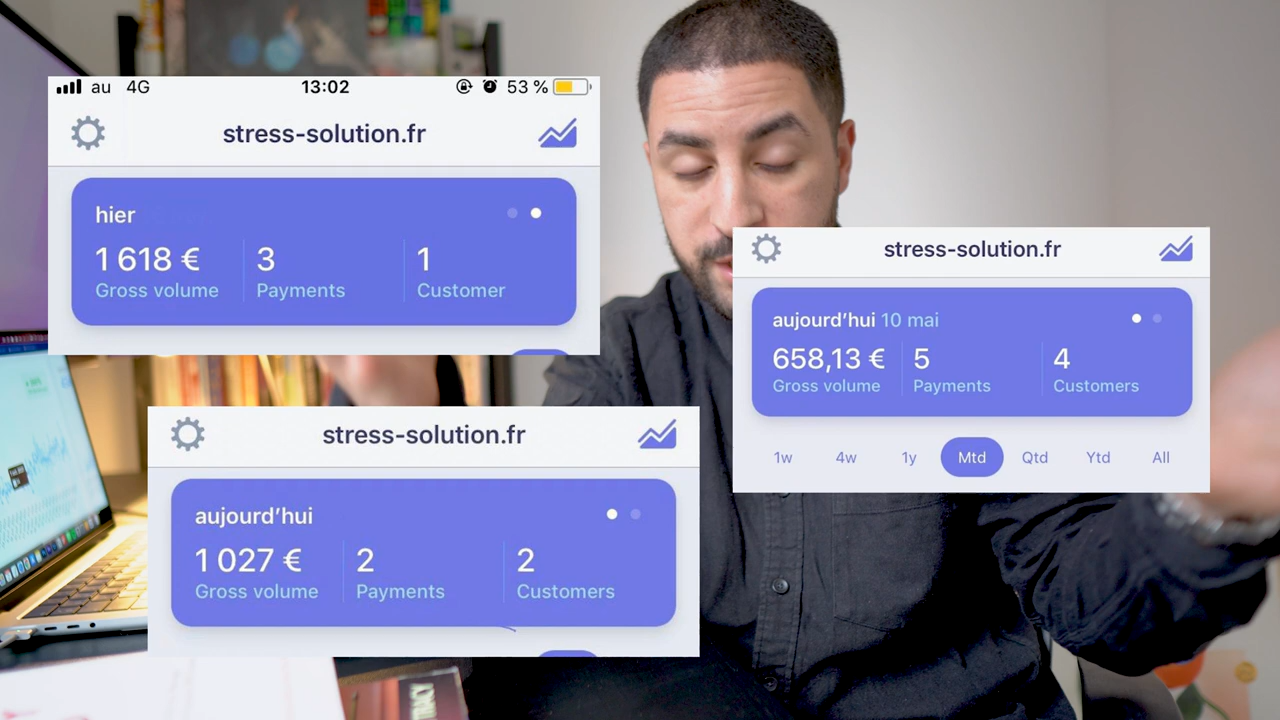 au 4G 13:02 53 %
stress-solution.fr
hier
1 618 € 3 1
Gross volume Payments Customer
stress-solution.fr
aujourd’hui 10 mai
658,13 € 5 4
Gross volume Payments Customers
1w 4w 1y Mtd Qtd Ytd All
stress-solution.fr
aujourd’hui
1 027 € 2 2
Gross volume Payments Customers